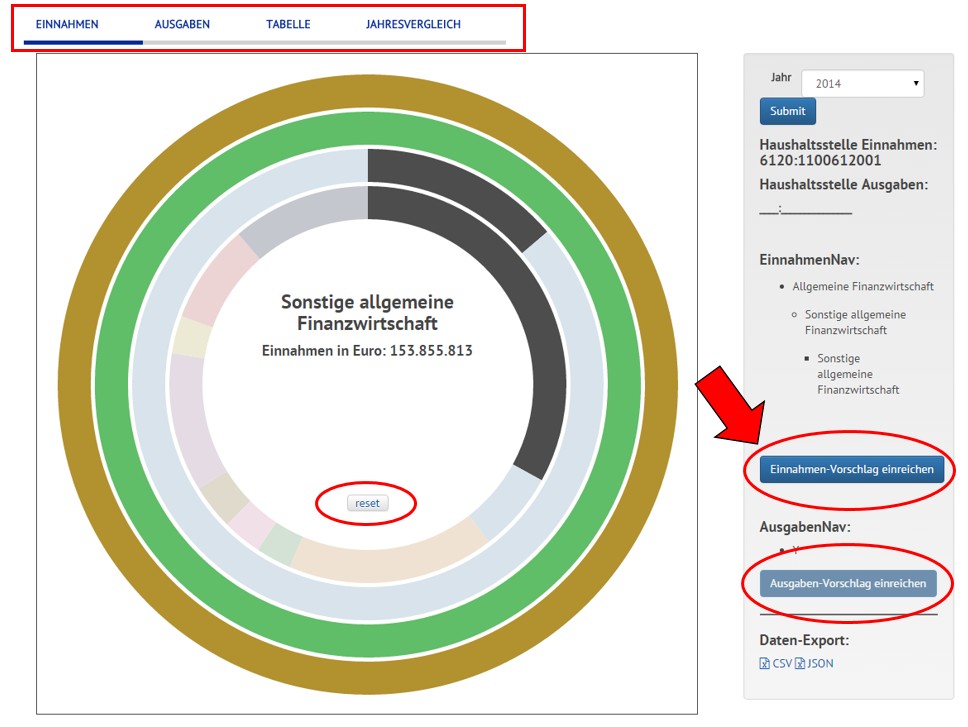 EINNAHMEN AUSGABEN TABELLE JAHRESVERGLEICH
Jahr 2014
Submit
Haushaltsstelle Einnahmen:
6120:1100612001
Haushaltsstelle Ausgaben:
___:___________
EinnahmenNav:
Allgemeine Finanzwirtschaft
Sonstige allgemeine
Finanzwirtschaft
Sonstige
allgemeine
Finanzwirtschaft
Sonstige allgemeine
Finanzwirtschaft
Einnahmen in Euro: 153.855.813
reset
Einnahmen-Vorschlag einreichen
AusgabenNav:
Y
Ausgaben-Vorschlag einreichen
Daten-Export:
CSV JSON